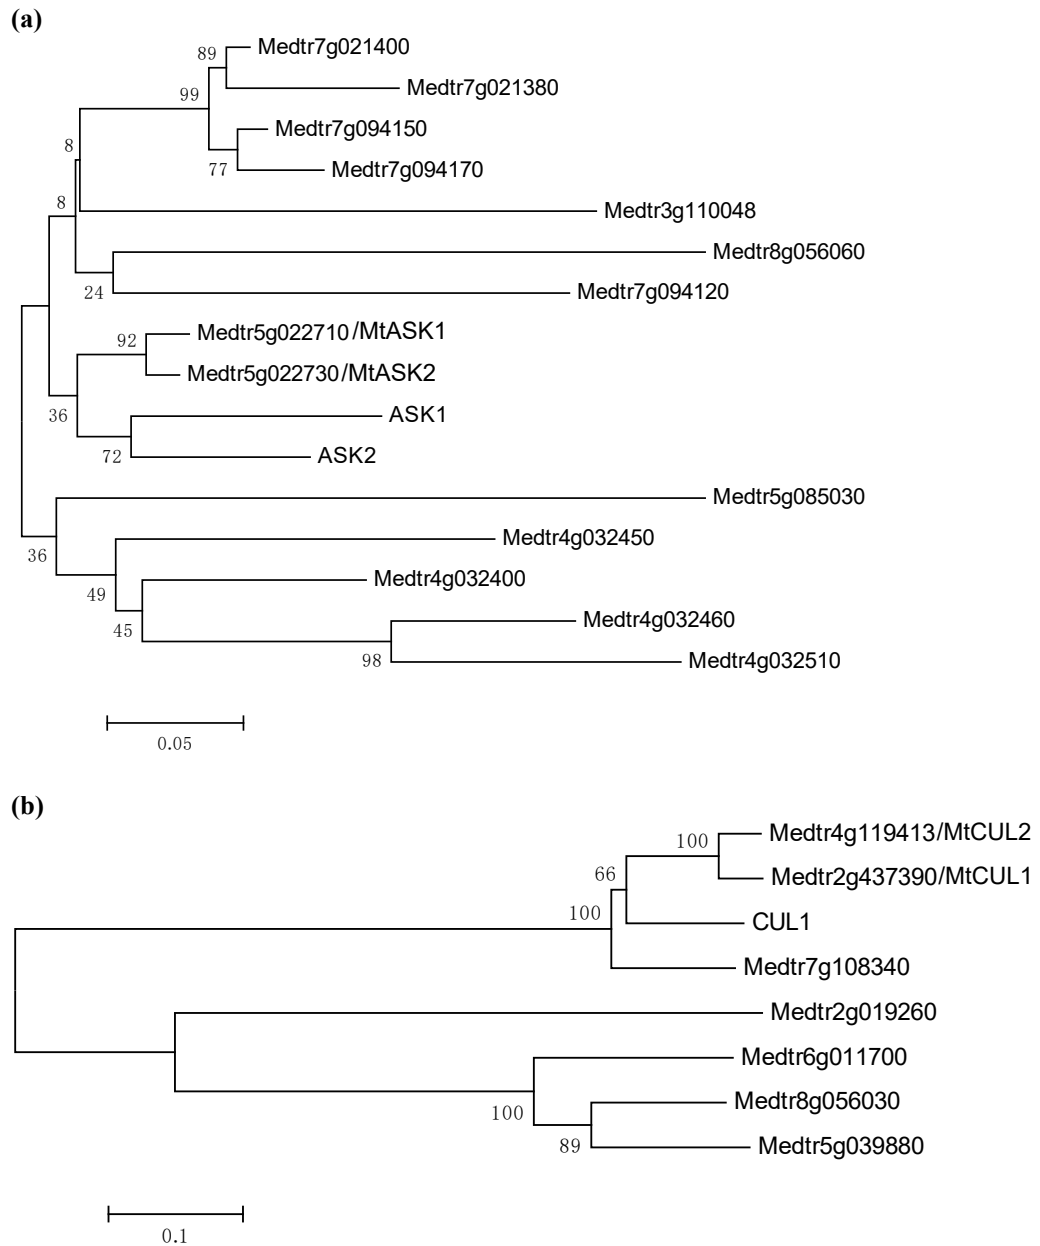 (a)
Medtr7g021400
89
Medtr7g021380
99
Medtr7g094150
77
Medtr7g094170
8
Medtr3g110048
8
Medtr8g056060
24
Medtr7g094120
92
Medtr5g022710/MtASK1
Medtr5g022730/MtASK2
36
ASK1
72
ASK2
Medtr5g085030
36
Medtr4g032450
49
Medtr4g032400
45
Medtr4g032460
98
Medtr4g032510
0.05
(b)
Medtr4g119413/MtCUL2
100
Medtr2g437390/MtCUL1
66
100
CUL1
Medtr7g108340
Medtr2g019260
Medtr6g011700
100
Medtr8g056030
89
Medtr5g039880
0.1